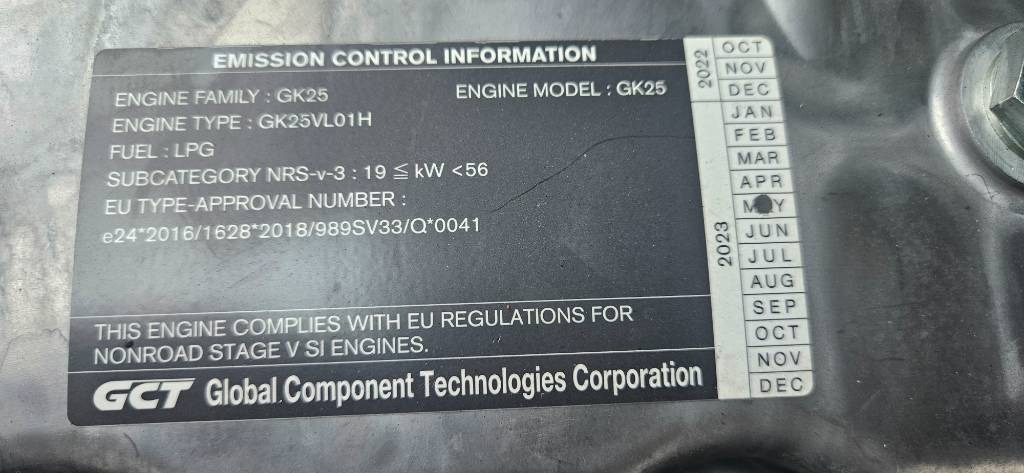 EMISSION CONTROL INFORMATION
ENGINE FAMILY : GK25 ENGINE MODEL : GK25
ENGINE TYPE : GK25VL01H
FUEL : LPG
SUBCATEGORY NRS-v-3 : 19 ≦ kW <56
EU TYPE-APPROVAL NUMBER :
e24*2016/1628*2018/989SV33/Q*0041
THIS ENGINE COMPLIES WITH EU REGULATIONS FOR
NONROAD STAGE V SI ENGINES.
GCT Global Component Technologies Corporation
2022
OCT
NOV
DEC
2023
JAN
FEB
MAR
APR
MAY
JUN
JUL
AUG
SEP
OCT
NOV
DEC